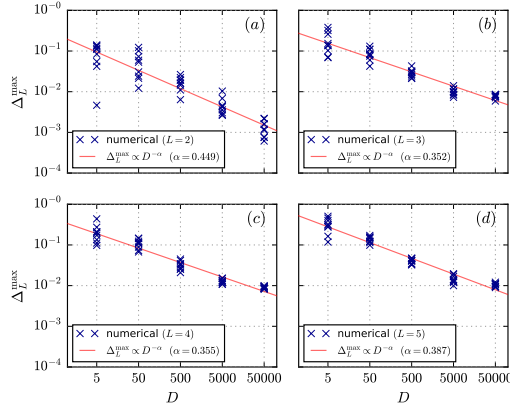 10⁻⁰
10⁻¹
10⁻²
10⁻³
10⁻⁴
Δ_L^max
(a)
numerical (L=2)
Δ_L^max ∝ D^−α (α=0.449)
5 50 500 5000 50000
(b)
numerical (L=3)
Δ_L^max ∝ D^−α (α=0.352)
5 50 500 5000 50000
10⁻⁰
10⁻¹
10⁻²
10⁻³
10⁻⁴
Δ_L^max
(c)
numerical (L=4)
Δ_L^max ∝ D^−α (α=0.355)
5 50 500 5000 50000
D
(d)
numerical (L=5)
Δ_L^max ∝ D^−α (α=0.387)
5 50 500 5000 50000
D